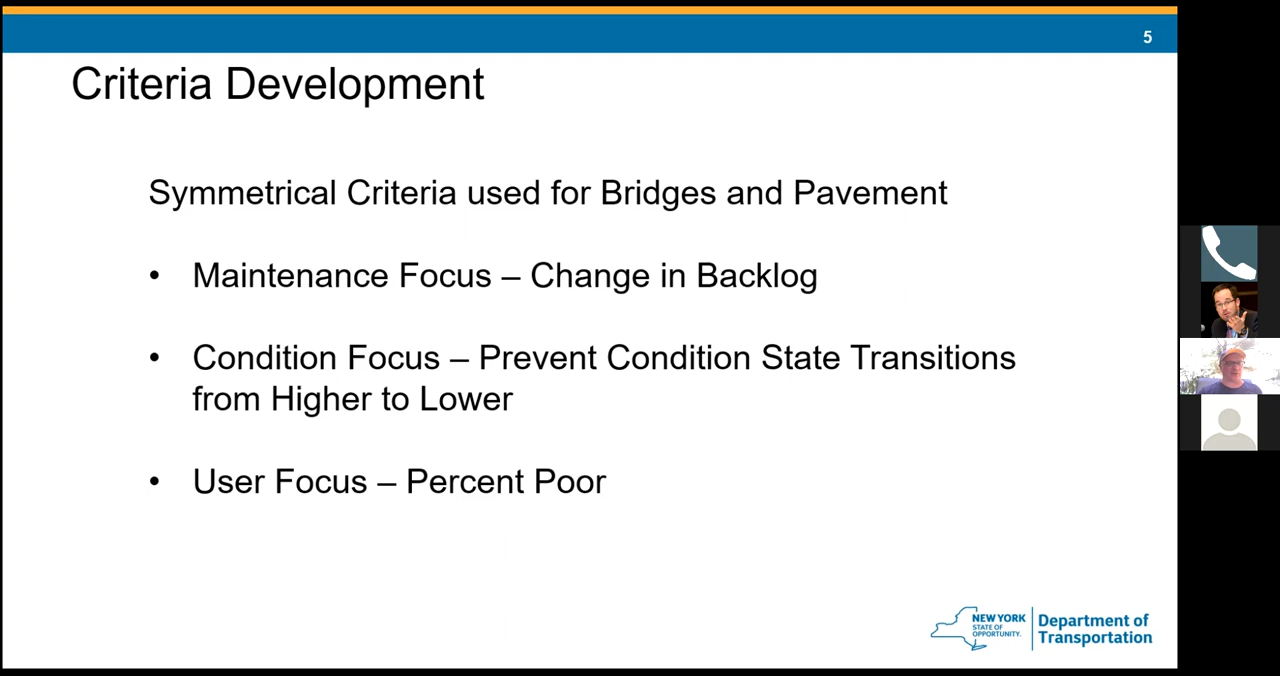 5
Criteria Development
Symmetrical Criteria used for Bridges and Pavement
• Maintenance Focus – Change in Backlog
• Condition Focus – Prevent Condition State Transitions
from Higher to Lower
• User Focus – Percent Poor
NEW YORK
STATE OF
OPPORTUNITY.
Department of
Transportation